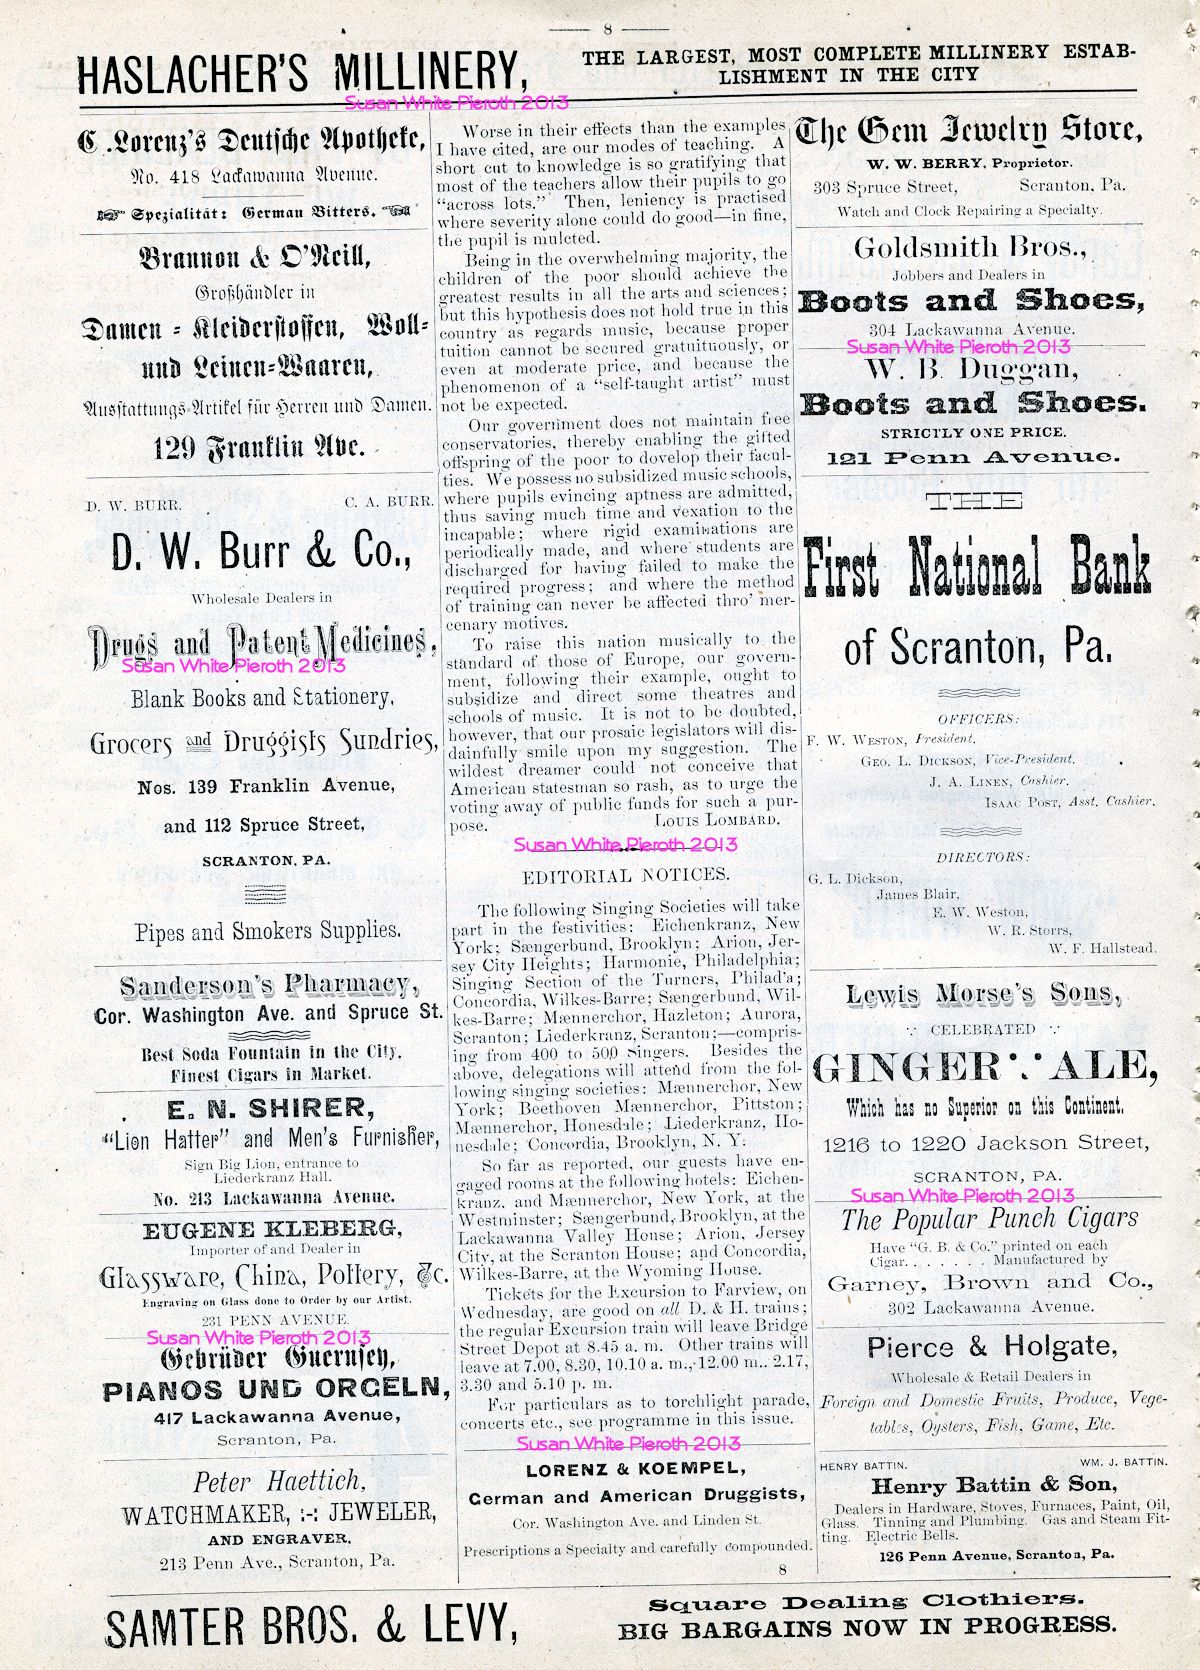 8
HASLACHER'S MILLINERY,
THE LARGEST, MOST COMPLETE MILLINERY ESTAB-
LISHMENT IN THE CITY
Susan White Pieroth 2013
C. Lorenz's Deutsche Apotheke,
No. 418 Lackawanna Avenue.
Spezialität: German Bitters.
Brannon & O'Neill,
Großhändler in
Damen-Kleiderstoffen, Woll-
und Leinen-Waaren,
Ausstattungs-Artikel für Herren und Damen.
129 Franklin Ave.
D. W. BURR. C. A. BURR.
D. W. Burr & Co.,
Wholesale Dealers in
Drugs and Patent Medicines,
Susan White Pieroth 2013
Blank Books and Stationery,
Grocers and Druggists Sundries,
Nos. 139 Franklin Avenue,
and 112 Spruce Street,
SCRANTON, PA.
Pipes and Smokers Supplies.
Sanderson's Pharmacy,
Cor. Washington Ave. and Spruce St.
Best Soda Fountain in the City.
Finest Cigars in Market.
E. N. SHIRER,
"Lion Hatter" and Men's Furnisher,
Sign Big Lion, entrance to
Liederkranz Hall.
No. 213 Lackawanna Avenue.
EUGENE KLEBERG,
Importer of and Dealer in
Glassware, China, Pottery, &c.
Engraving on Glass done to Order by our Artist.
231 PENN AVENUE.
Susan White Pieroth 2013
Gebrüder Guernsey,
PIANOS UND ORGELN,
417 Lackawanna Avenue,
Scranton, Pa.
Peter Haettich,
WATCHMAKER, :-: JEWELER,
AND ENGRAVER.
213 Penn Ave., Scranton, Pa.
Worse in their effects than the examples
I have cited, are our modes of teaching. A
short cut to knowledge is so gratifying that
most of the teachers allow their pupils to go
"across lots." Then, leniency is practised
where severity alone could do good—in fine,
the pupil is mulcted.
Being in the overwhelming majority, the
children of the poor should achieve the
greatest results in all the arts and sciences;
but this hypothesis does not hold true in this
country as regards music, because proper
tuition cannot be secured gratuituously, or
even at moderate price, and because the
phenomenon of a "self-taught artist" must
not be expected.
Our government does not maintain free
conservatories, thereby enabling the gifted
offspring of the poor to dovelop their facul-
ties. We possess no subsidized music schools,
where pupils evincing aptness are admitted,
thus saving much time and vexation to the
incapable; where rigid examinations are
periodically made, and where students are
discharged for having failed to make the
required progress; and where the method
of training can never be affected thro' mer-
cenary motives.
To raise this nation musically to the
standard of those of Europe, our govern-
ment, following their example, ought to
subsidize and direct some theatres and
schools of music. It is not to be doubted,
however, that our prosaic legislators will dis-
dainfully smile upon my suggestion. The
wildest dreamer could not conceive that
American statesman so rash, as to urge the
voting away of public funds for such a pur-
pose. LOUIS LOMBARD.
Susan White Pieroth 2013
EDITORIAL NOTICES.
The following Singing Societies will take
part in the festivities: Eichenkranz, New
York; Sængerbund, Brooklyn; Arion, Jer-
sey City Heights; Harmonie, Philadelphia;
Singing Section of the Turners, Philad'a;
Concordia, Wilkes-Barre; Sængerbund, Wil-
kes-Barre; Mænnerchor, Hazleton; Aurora,
Scranton; Liederkranz, Scranton;—compris-
ing from 400 to 500 Singers. Besides the
above, delegations will attend from the fol-
lowing singing societies: Mænnerchor, New
York; Beethoven Mænnerchor, Pittston;
Mænnerchor, Honesdale; Liederkranz, Ho-
nesdale; Concordia, Brooklyn, N. Y.
So far as reported, our guests have en-
gaged rooms at the following hotels: Eichen-
kranz, and Mænnerchor, New York, at the
Westminster; Sængerbund, Brooklyn, at the
Lackawanna Valley House; Arion, Jersey
City, at the Scranton House; and Concordia,
Wilkes-Barre, at the Wyoming House.
Tickets for the Excursion to Farview, on
Wednesday, are good on all D. & H. trains;
the regular Excursion train will leave Bridge
Street Depot at 8.45 a. m. Other trains will
leave at 7.00, 8.30, 10.10 a. m., 12.00 m.. 2.17,
3.30 and 5.10 p. m.
For particulars as to torchlight parade,
concerts etc., see programme in this issue.
Susan White Pieroth 2013
LORENZ & KOEMPEL,
German and American Druggists,
Cor. Washington Ave. and Linden St.
Prescriptions a Specialty and carefully compounded.
8
The Gem Jewelry Store,
W. W. BERRY, Proprietor.
303 Spruce Street, Scranton, Pa.
Watch and Clock Repairing a Specialty.
Goldsmith Bros.,
Jobbers and Dealers in
Boots and Shoes,
304 Lackawanna Avenue.
Susan White Pieroth 2013
W. B. Duggan,
Boots and Shoes.
STRICTLY ONE PRICE.
121 Penn Avenue.
THE
First National Bank
of Scranton, Pa.
OFFICERS:
F. W. WESTON, President.
GEO. L. DICKSON, Vice-President.
J. A. LINEN, Cashier.
ISAAC POST, Asst. Cashier.
DIRECTORS:
G. L. Dickson,
James Blair,
E. W. Weston,
W. R. Storrs,
W. F. Hallstead.
Lewis Morse's Sons,
CELEBRATED
GINGER ALE,
Which has no Superior on this Continent.
1216 to 1220 Jackson Street,
SCRANTON, PA.
Susan White Pieroth 2013
The Popular Punch Cigars
Have "G. B. & Co." printed on each
Cigar. . . . . . . Manufactured by
Garney, Brown and Co.,
302 Lackawanna Avenue.
Pierce & Holgate,
Wholesale & Retail Dealers in
Foreign and Domestic Fruits, Produce, Vege-
tables, Oysters, Fish, Game, Etc.
HENRY BATTIN. WM. J. BATTIN.
Henry Battin & Son,
Dealers in Hardware, Stoves, Furnaces, Paint, Oil,
Glass. Tinning and Plumbing. Gas and Steam Fit-
ting. Electric Bells.
126 Penn Avenue, Scranton, Pa.
SAMTER BROS. & LEVY,
Square Dealing Clothiers.
BIG BARGAINS NOW IN PROGRESS.